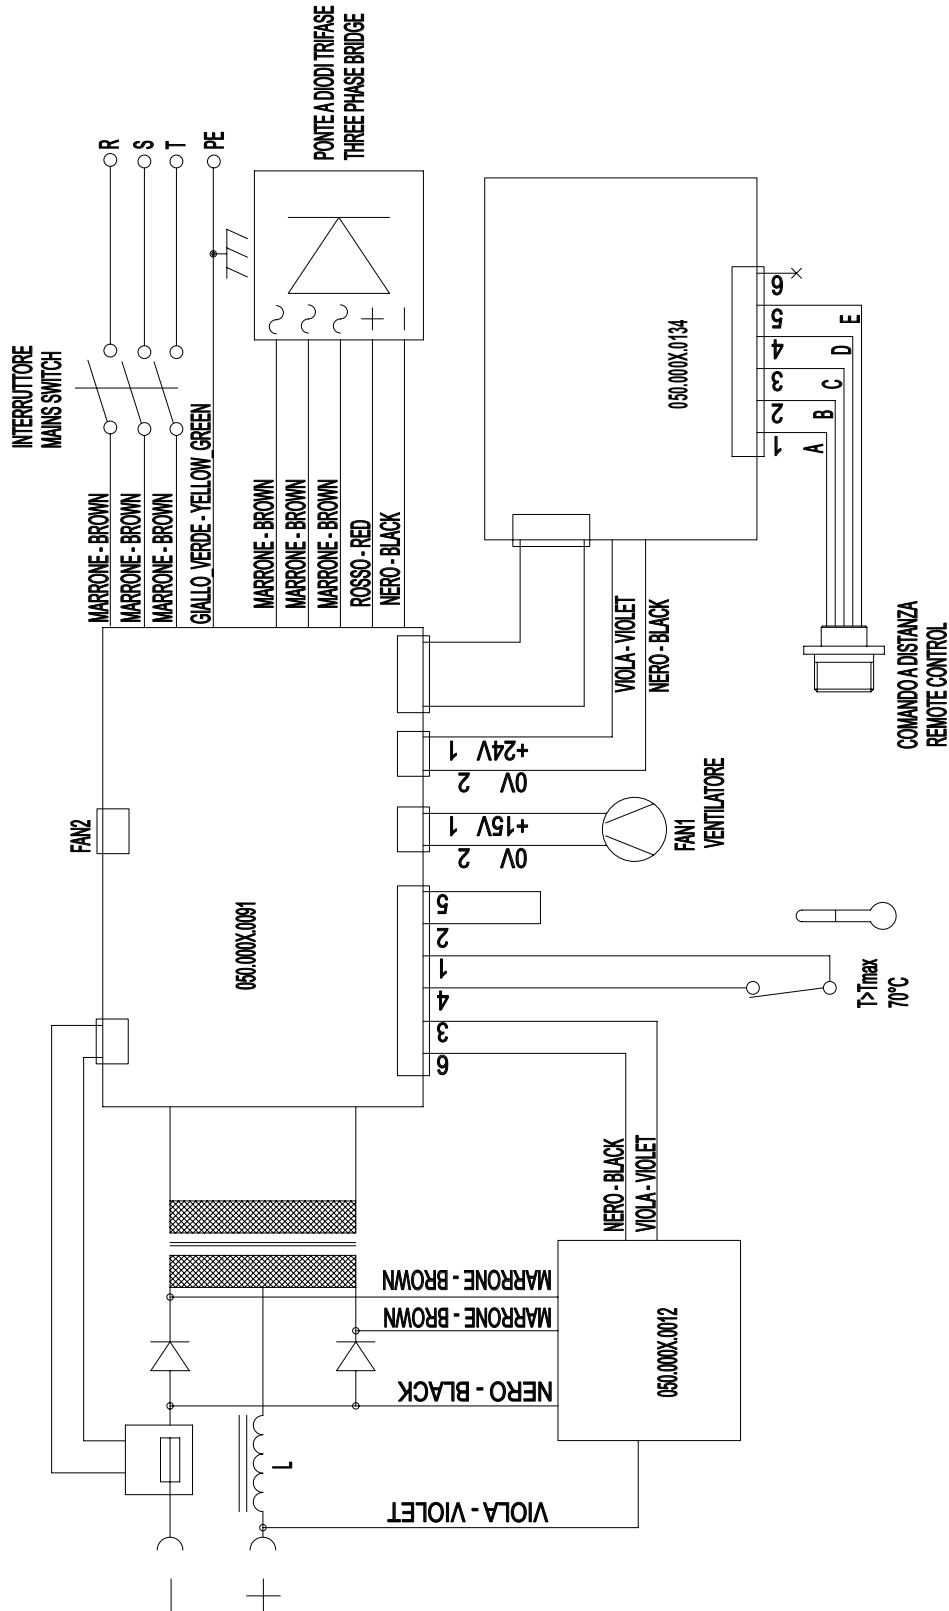 INTERRUTTORE
MAINS SWITCH
R
S
T
PE
MARRONE - BROWN
MARRONE - BROWN
MARRONE - BROWN
GIALLO_VERDE - YELLOW_GREEN
PONTE A DIODI TRIFASE
THREE PHASE BRIDGE
MARRONE - BROWN
MARRONE - BROWN
MARRONE - BROWN
ROSSO - RED
NERO - BLACK
+
−
FAN2
050.000X.0091
050.000X.0134
1 2 3 4 5 6
A B C D E
VIOLA - VIOLET
NERO - BLACK
1 +24V
2 0V
1 +15V
2 0V
FAN1
VENTILATORE
COMANDO A DISTANZA
REMOTE CONTROL
5
2
1
4
3
6
T>Tmax
70°C
NERO - BLACK
VIOLA - VIOLET
MARRONE - BROWN
MARRONE - BROWN
NERO - BLACK
VIOLA - VIOLET
050.000X.0012
L
−
+